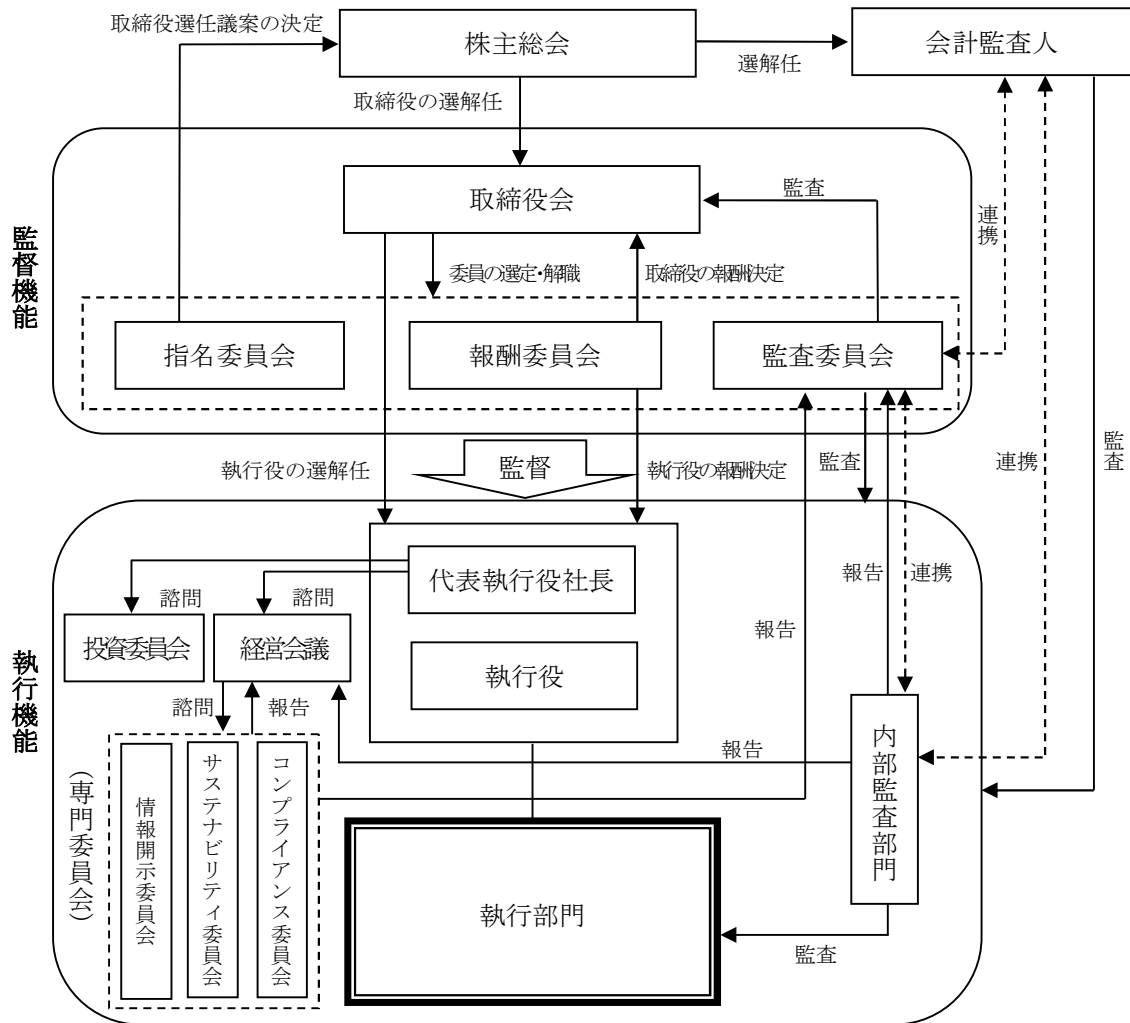 取締役選任議案の決定
株主総会
選解任
会計監査人
取締役の選解任
監督機能
取締役会
監査
連携
委員の選定・解職
取締役の報酬決定
指名委員会
報酬委員会
監査委員会
執行役の選解任
監督
執行役の報酬決定
監査
連携
監査
執行機能
代表執行役社長
報告
連携
諮問
諮問
投資委員会
経営会議
執行役
報告
諮問
報告
内部監査部門
報告
(専門委員会)
情報開示委員会
サステナビリティ委員会
コンプライアンス委員会
執行部門
監査